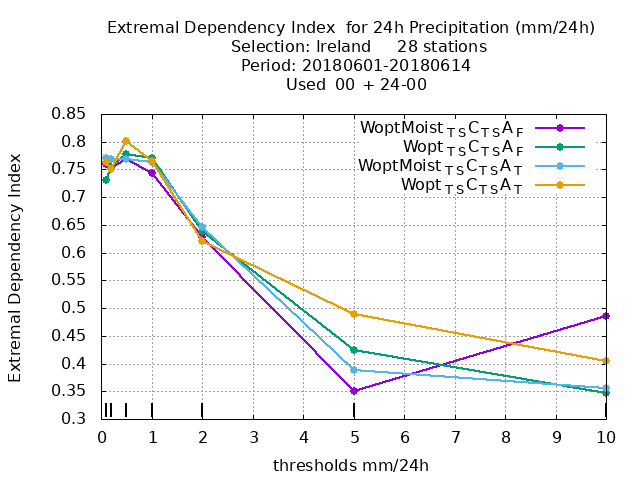 Extremal Dependency Index  for 24h Precipitation (mm/24h)
Selection: Ireland     28 stations
Period: 20180601-20180614
Used  00  + 24-00
Extremal Dependency Index
0.85
0.8
0.75
0.7
0.65
0.6
0.55
0.5
0.45
0.4
0.35
0.3
WoptMoist TS C TS A F
Wopt TS C TS A F
WoptMoist TS C TS A T
Wopt TS C TS A T
0 1 2 3 4 5 6 7 8 9 10
thresholds mm/24h